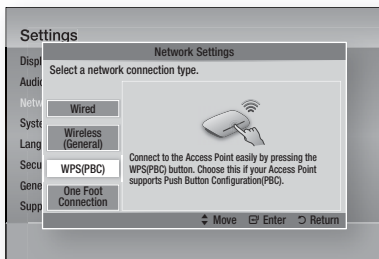 Settings
Network Settings
Displ
Select a network connection type.
Audio
Netw
Wired
Syste
Wireless
(General)
Lang
Connect to the Access Point easily by pressing the
WPS(PBC) button. Choose this if your Access Point
supports Push Button Configuration(PBC).
Secu
WPS(PBC)
Gene
One Foot
Connection
Supp
Move Enter Return